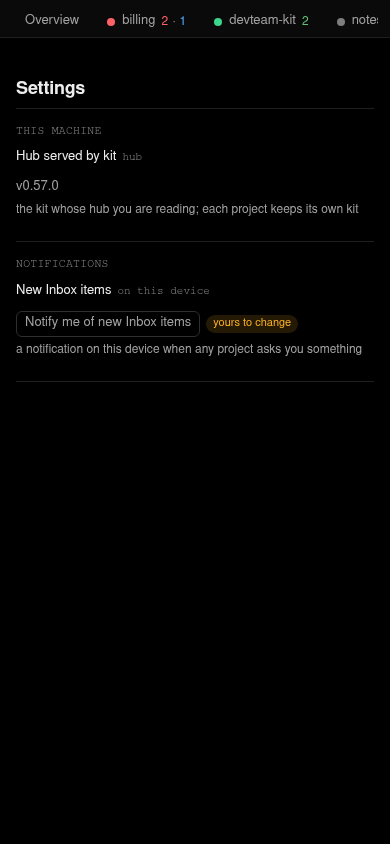 Overview billing 2 · 1 devteam-kit 2 notes
Settings
THIS MACHINE
Hub served by kit hub
v0.57.0
the kit whose hub you are reading; each project keeps its own kit
NOTIFICATIONS
New Inbox items on this device
Notify me of new Inbox items yours to change
a notification on this device when any project asks you something